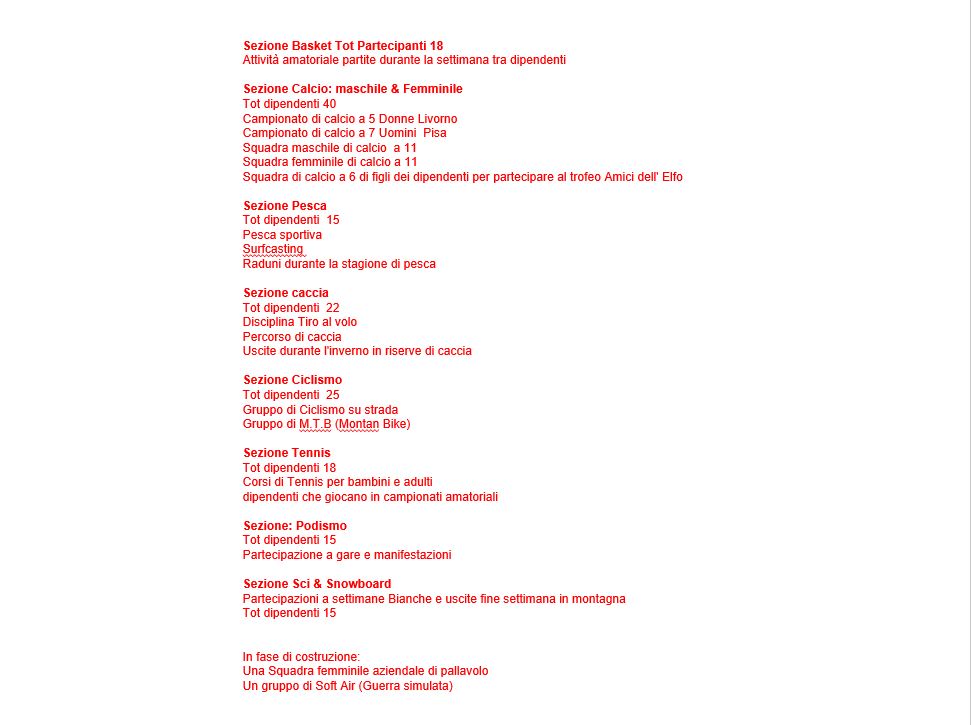 Sezione Basket Tot Partecipanti 18
Attività amatoriale partite durante la settimana tra dipendenti
Sezione Calcio: maschile & Femminile
Tot dipendenti 40
Campionato di calcio a 5 Donne Livorno
Campionato di calcio a 7 Uomini  Pisa
Squadra maschile di calcio  a 11
Squadra femminile di calcio a 11
Squadra di calcio a 6 di figli dei dipendenti per partecipare al trofeo Amici dell' Elfo
Sezione Pesca
Tot dipendenti  15
Pesca sportiva
Surfcasting
Raduni durante la stagione di pesca
Sezione caccia
Tot dipendenti  22
Disciplina Tiro al volo
Percorso di caccia
Uscite durante l'inverno in riserve di caccia
Sezione Ciclismo
Tot dipendenti  25
Gruppo di Ciclismo su strada
Gruppo di M.T.B (Montan Bike)
Sezione Tennis
Tot dipendenti 18
Corsi di Tennis per bambini e adulti
dipendenti che giocano in campionati amatoriali
Sezione: Podismo
Tot dipendenti 15
Partecipazione a gare e manifestazioni
Sezione Sci & Snowboard
Partecipazioni a settimane Bianche e uscite fine settimana in montagna
Tot dipendenti 15
In fase di costruzione:
Una Squadra femminile aziendale di pallavolo
Un gruppo di Soft Air (Guerra simulata)